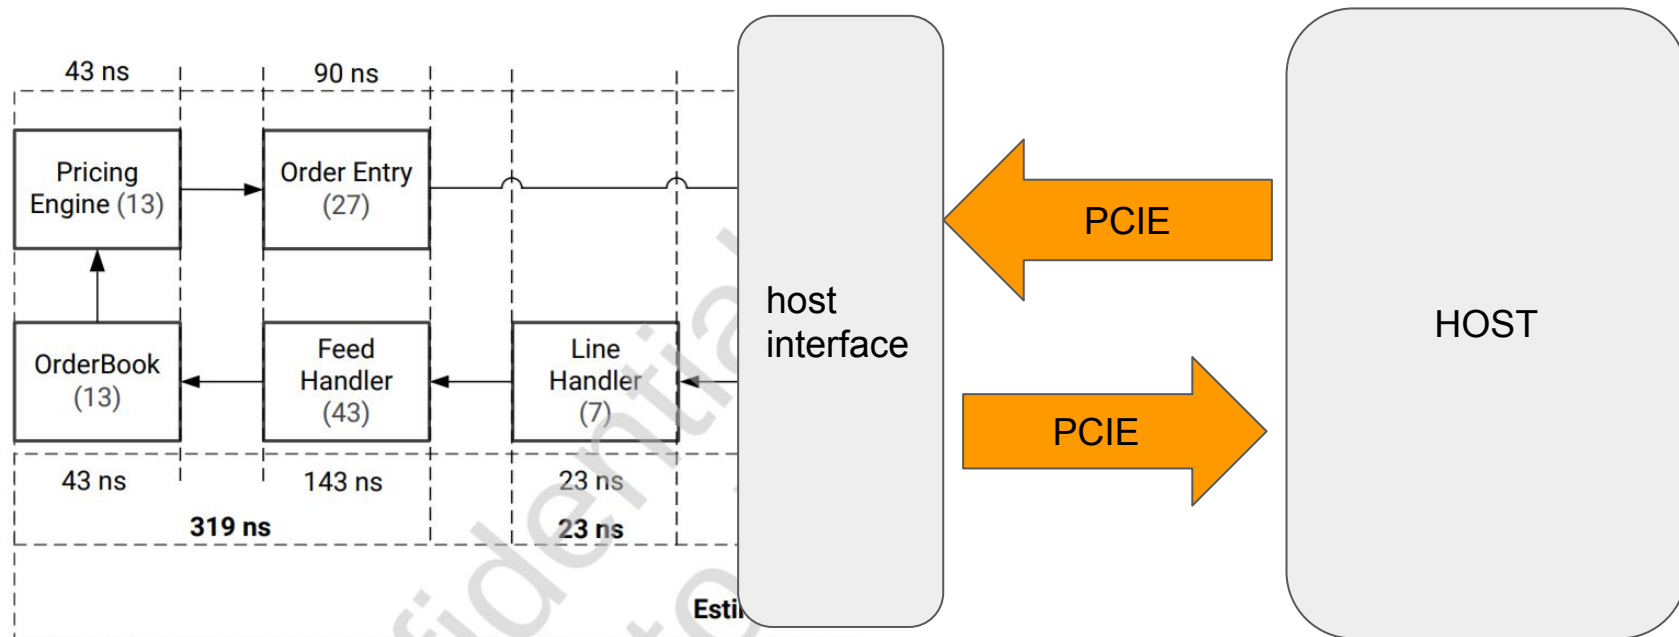 43 ns
90 ns
Pricing
Engine (13)
Order Entry
(27)
OrderBook
(13)
Feed
Handler
(43)
Line
Handler
(7)
43 ns
143 ns
23 ns
319 ns
23 ns
host
interface
PCIE
PCIE
HOST